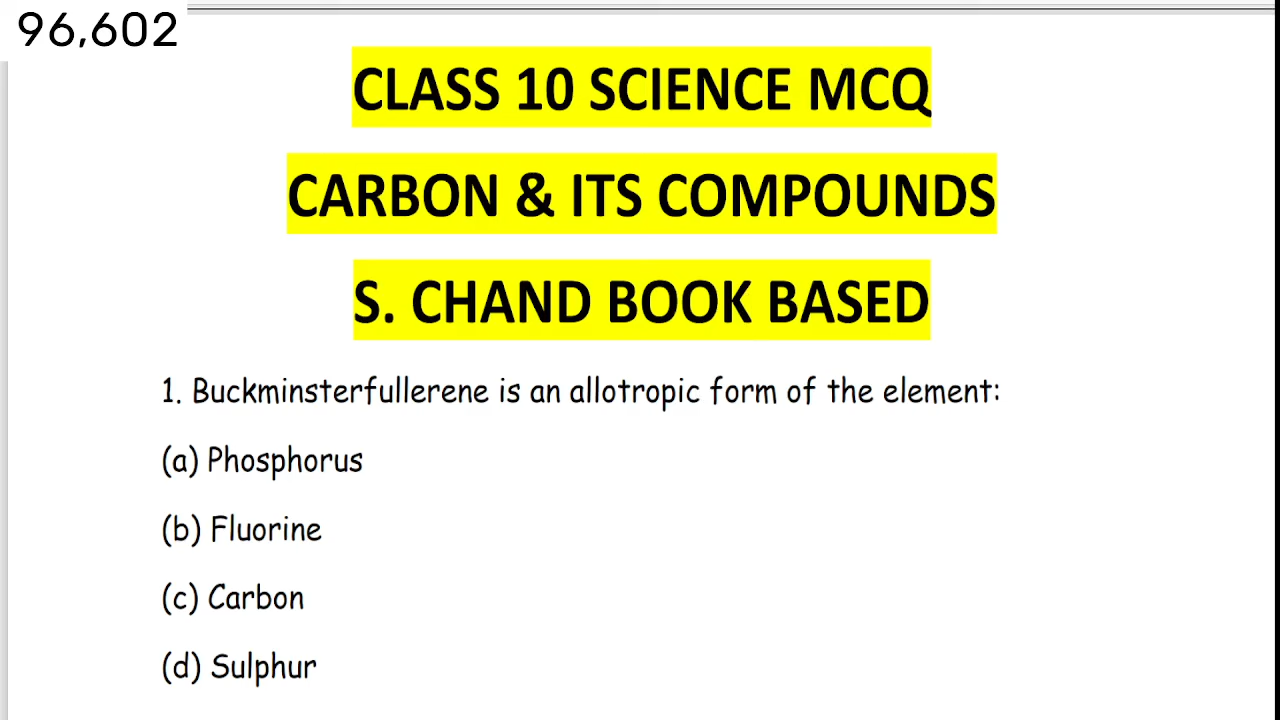 96,602
CLASS 10 SCIENCE MCQ
CARBON & ITS COMPOUNDS
S. CHAND BOOK BASED
1. Buckminsterfullerene is an allotropic form of the element:
(a) Phosphorus
(b) Fluorine
(c) Carbon
(d) Sulphur